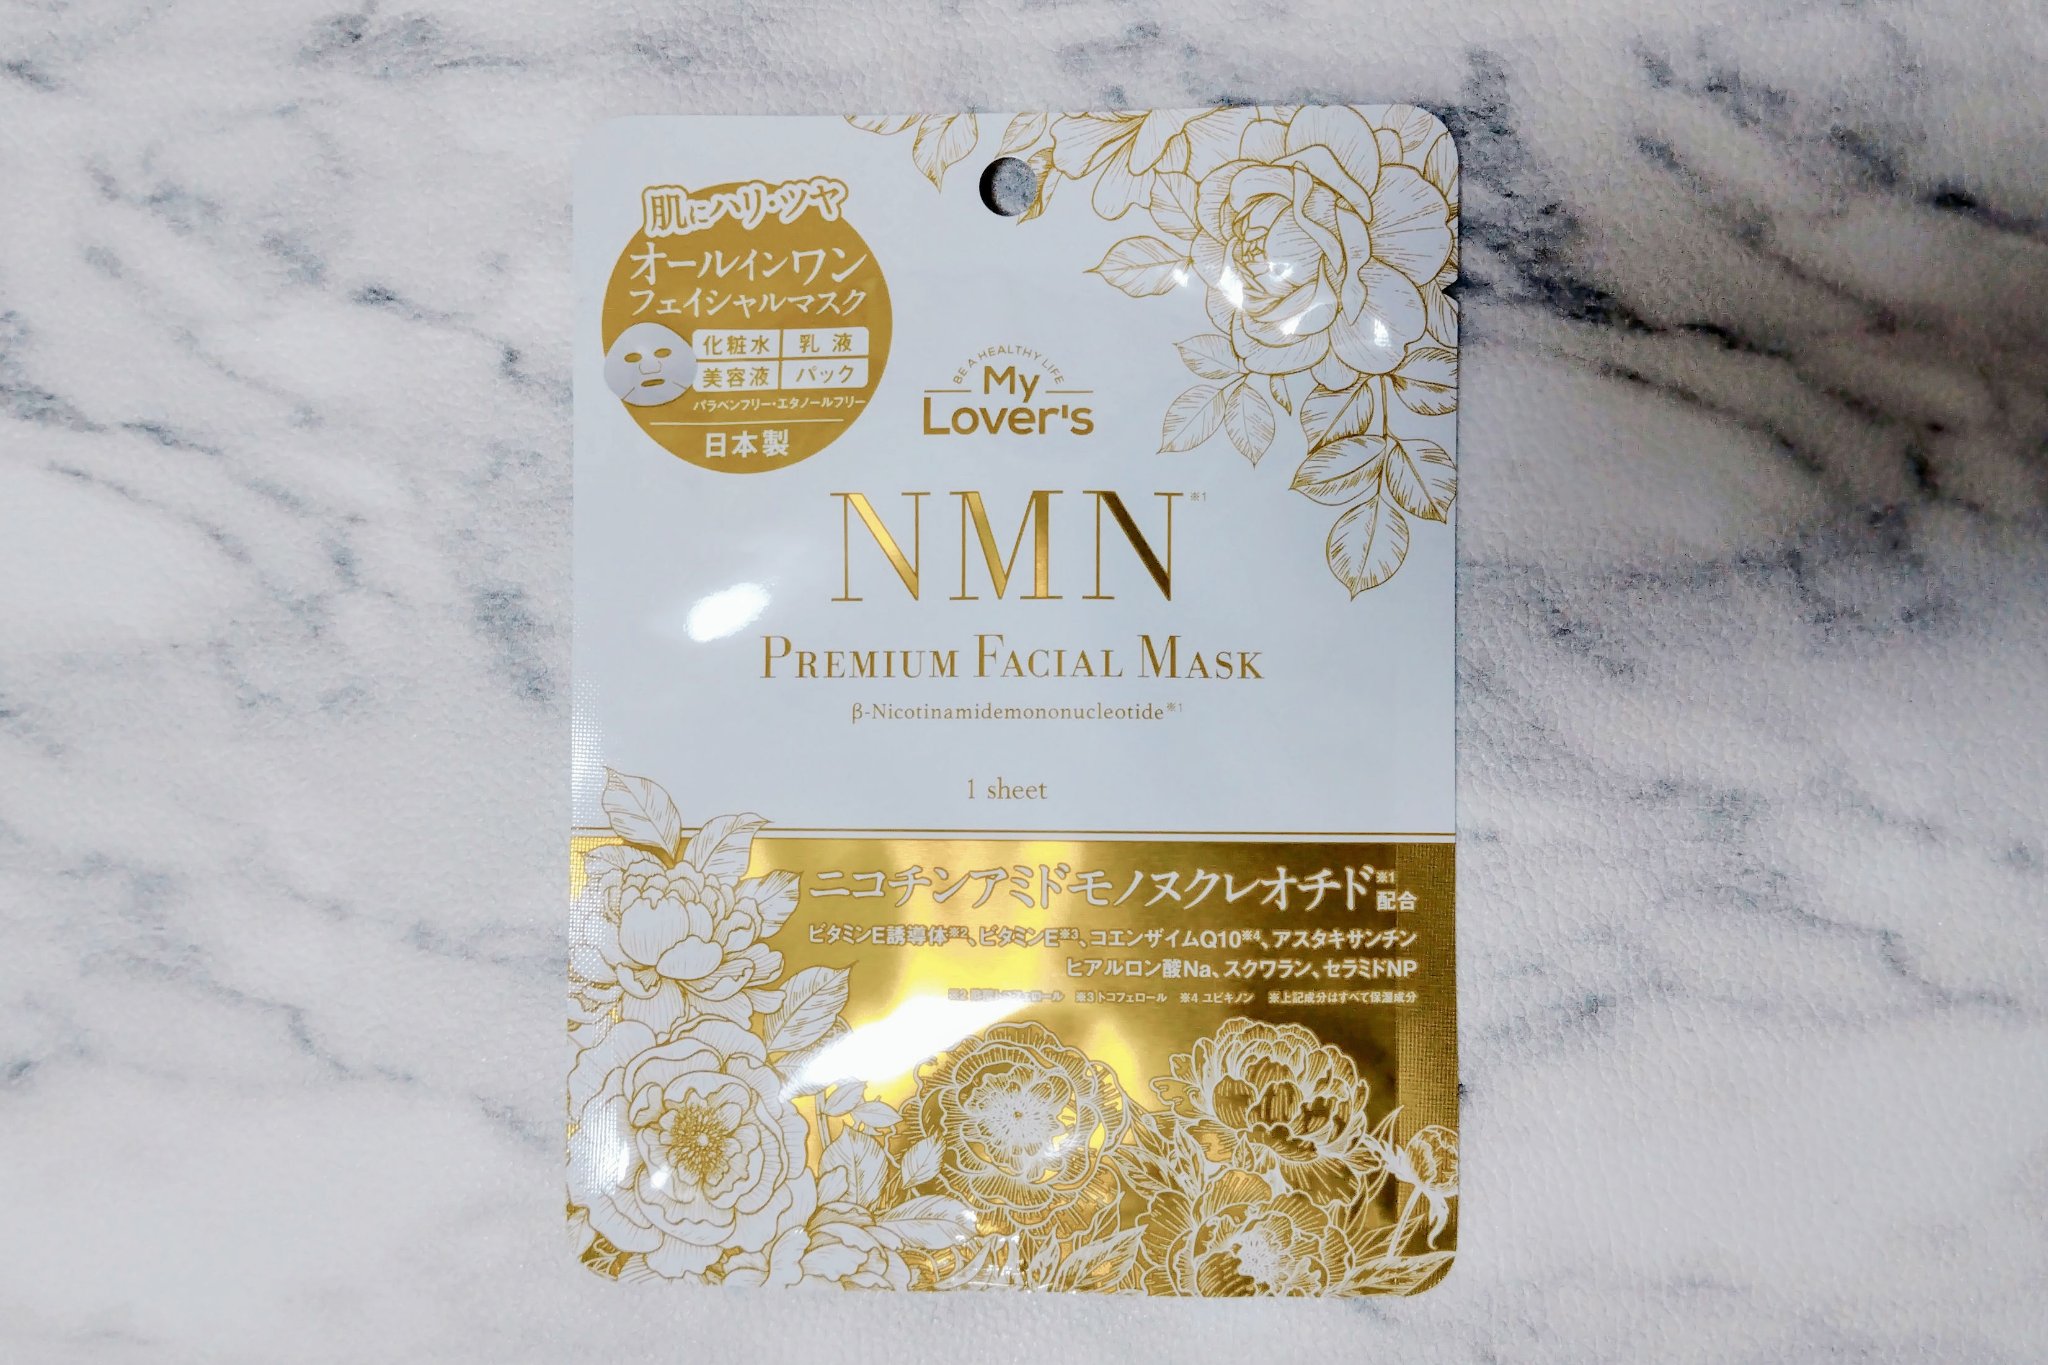 肌にハリ・ツヤ
オールインワン
フェイシャルマスク
化粧水 乳液
美容液 パック
パラベンフリー・エタノールフリー
日本製
BE A HEALTHY LIFE
My
Lover's
NMN※1
PREMIUM FACIAL MASK
β-Nicotinamidemononucleotide※1
1 sheet
ニコチンアミドモノヌクレオチド※1配合
ビタミンE誘導体※2、ビタミンE※3、コエンザイムQ10※4、アスタキサンチン
ヒアルロン酸Na、スクワラン、セラミドNP
※2 トコフェロール ※3 トコフェロール ※4 ユビキノン ※上記成分はすべて保湿成分